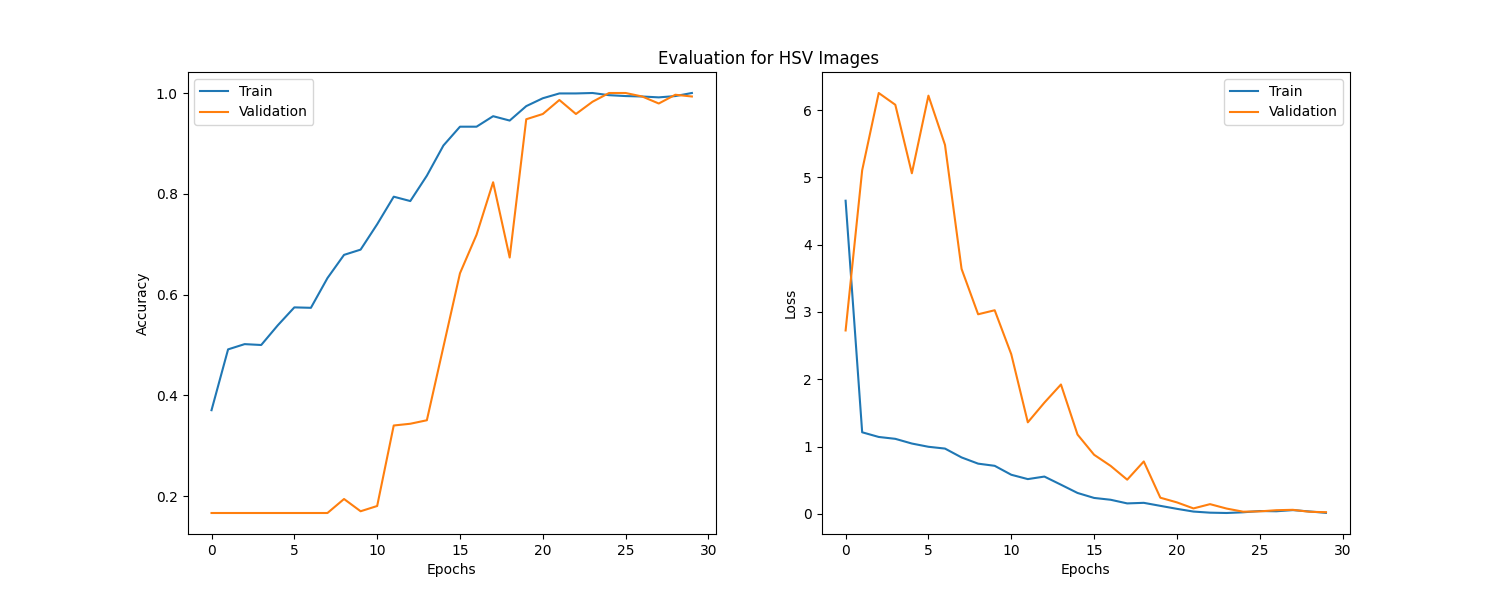 Evaluation for HSV Images
Train
Validation
1.0
0.8
0.6
0.4
0.2
Accuracy
0 5 10 15 20 25 30
Epochs
Train
Validation
6
5
4
3
2
1
0
Loss
0 5 10 15 20 25 30
Epochs